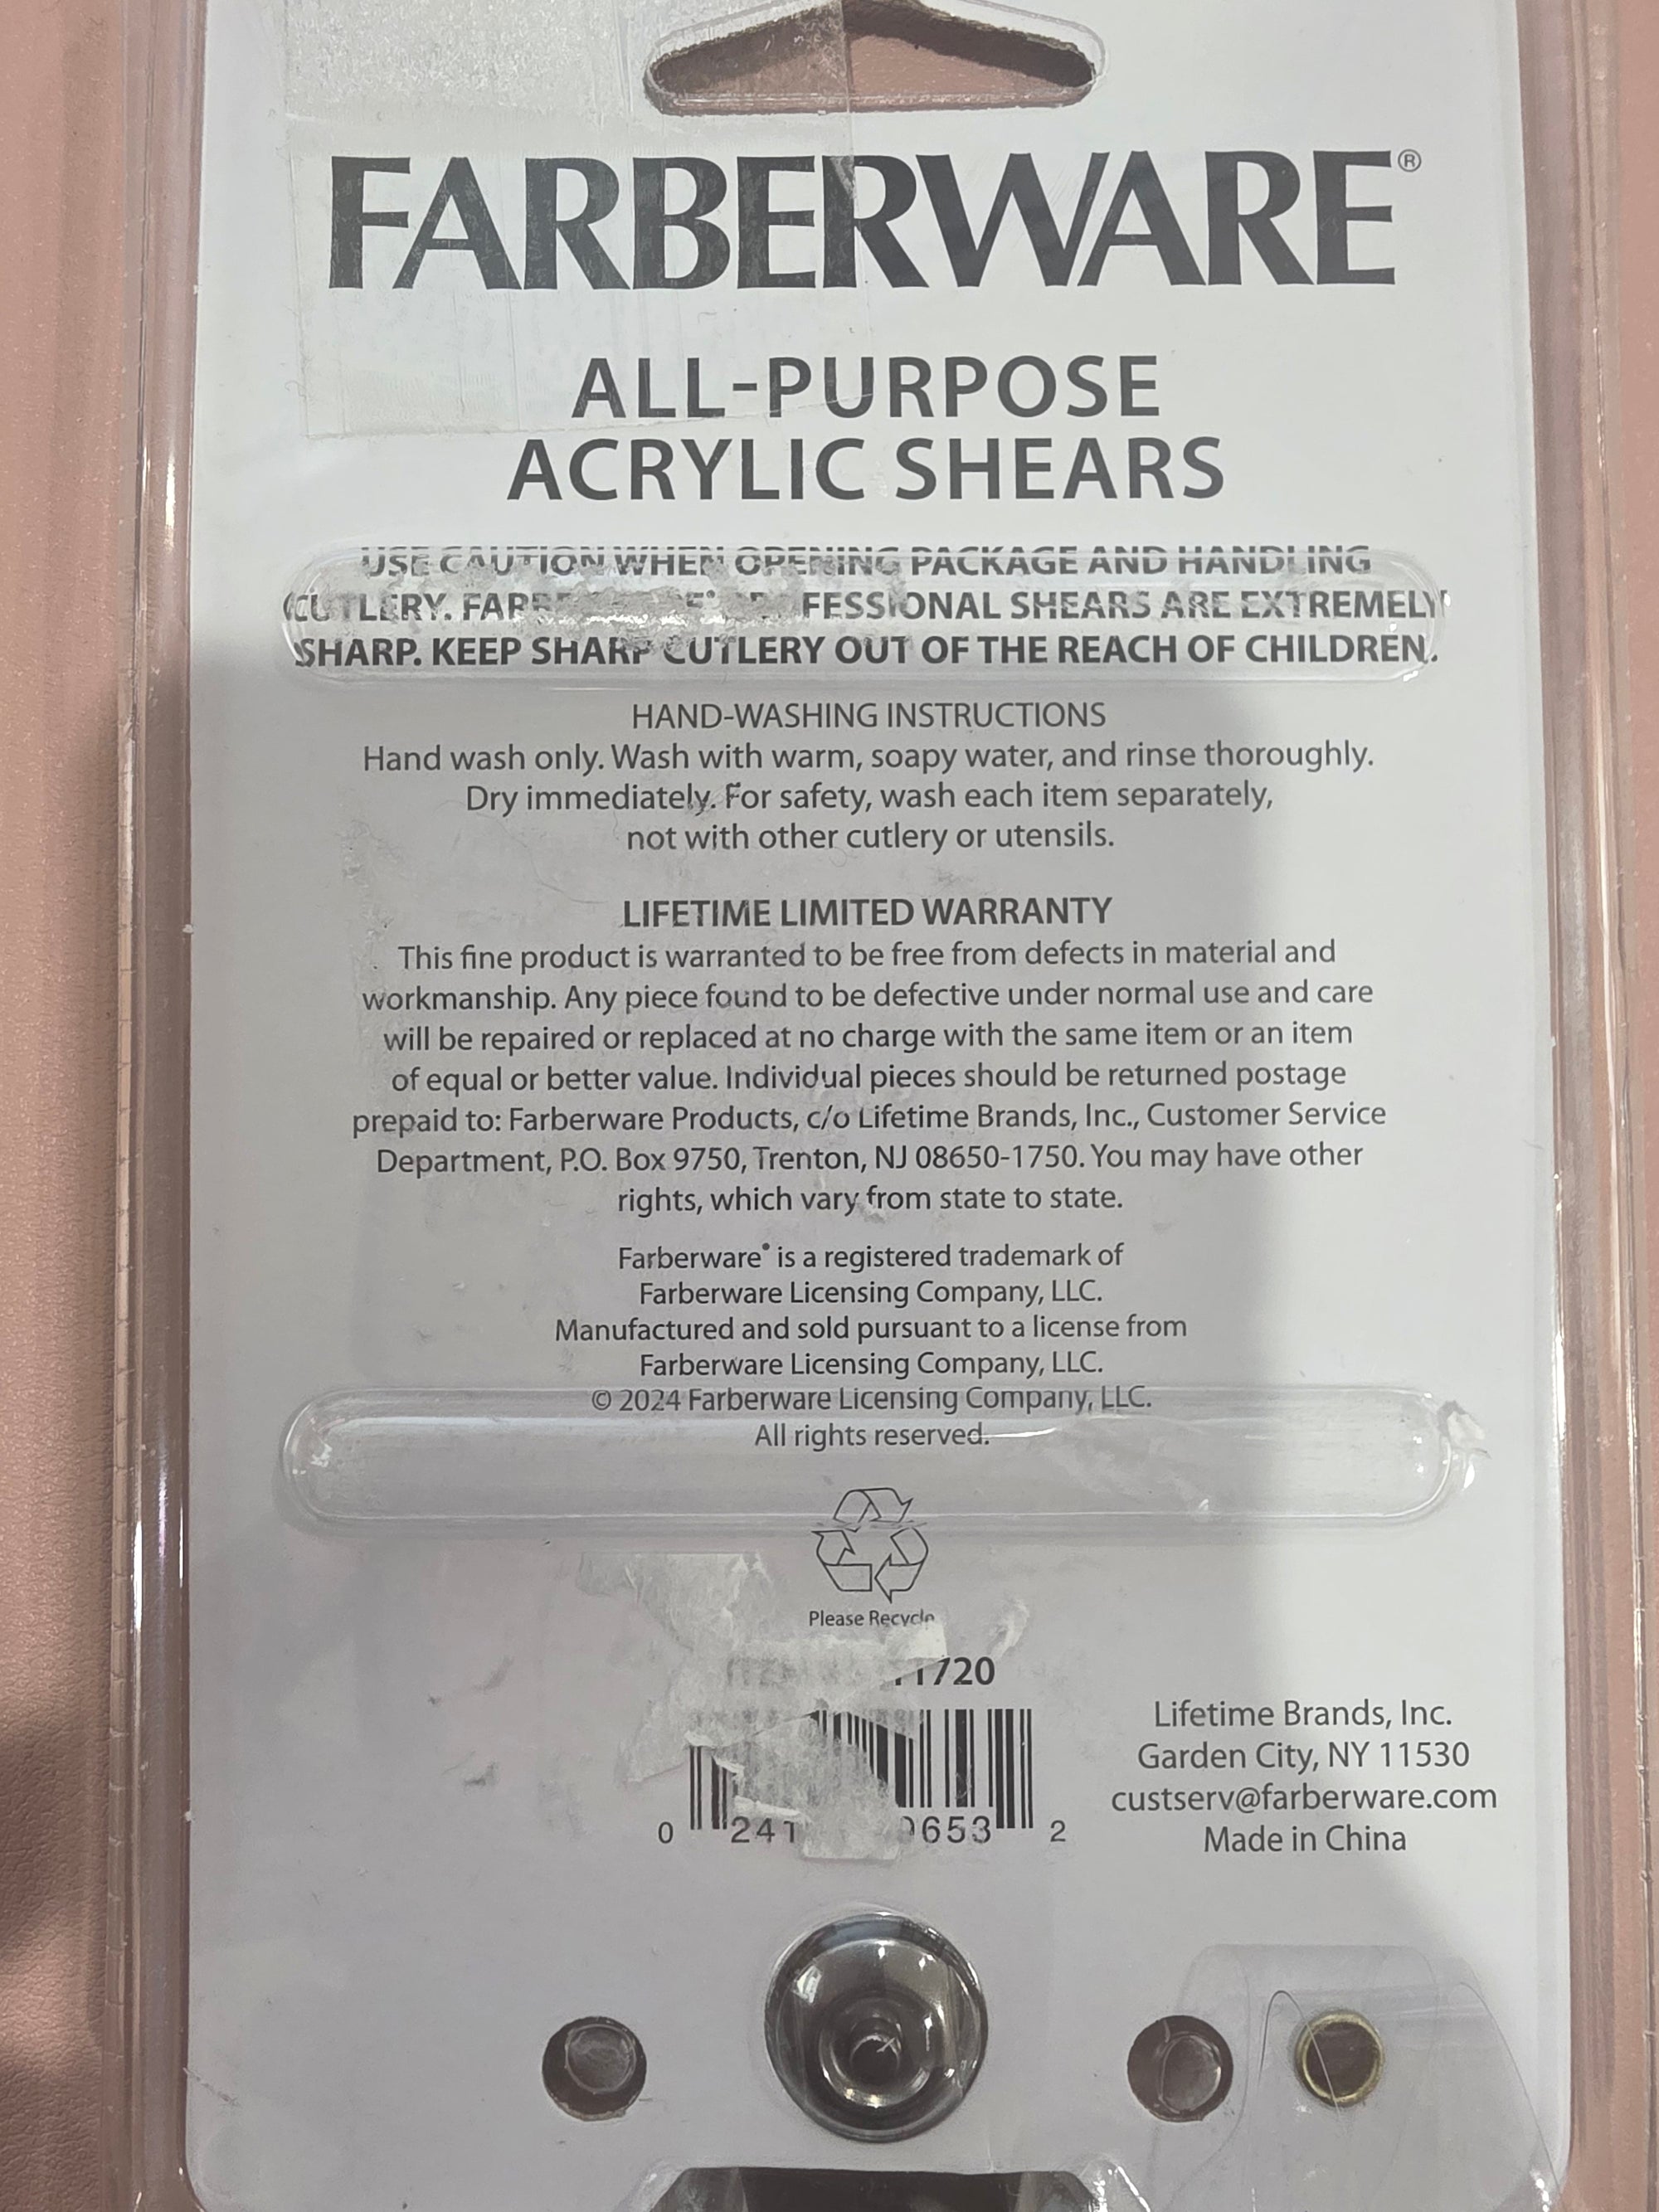 FARBERWARE®
ALL-PURPOSE
ACRYLIC SHEARS
USE CAUTION WHEN OPENING PACKAGE AND HANDLING
CUTLERY. SHEARS ARE EXTREMELY
SHARP. KEEP SHARP CUTLERY OUT OF THE REACH OF CHILDREN.
HAND-WASHING INSTRUCTIONS
Hand wash only. Wash with warm, soapy water, and rinse thoroughly.
Dry immediately. For safety, wash each item separately,
not with other cutlery or utensils.
LIFETIME LIMITED WARRANTY
This fine product is warranted to be free from defects in material and
workmanship. Any piece found to be defective under normal use and care
will be repaired or replaced at no charge with the same item or an item
of equal or better value. Individual pieces should be returned postage
prepaid to: Farberware Products, c/o Lifetime Brands, Inc., Customer Service
Department, P.O. Box 9750, Trenton, NJ 08650-1750. You may have other
rights, which vary from state to state.
Farberware® is a registered trademark of
Farberware Licensing Company, LLC.
Manufactured and sold pursuant to a license from
Farberware Licensing Company, LLC.
© 2024 Farberware Licensing Company, LLC.
All rights reserved.
Please Recycle
0 2
Lifetime Brands, Inc.
Garden City, NY 11530
custserv@farberware.com
Made in China